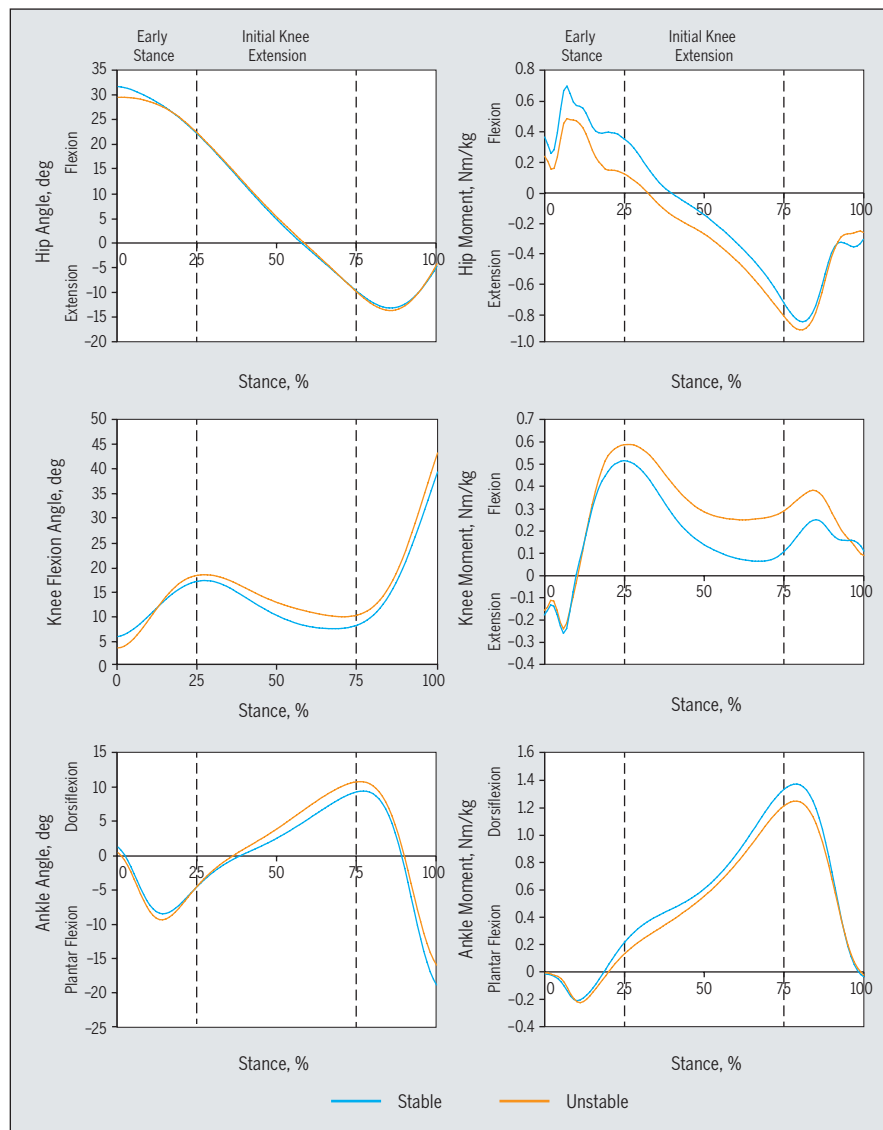 Early
Stance
Initial Knee
Extension
35
30
25
20
15
10
5
0
–5
–10
–15
–20
0
25
50
75
100
Hip Angle, deg
Flexion
Extension
Stance, %
Early
Stance
Initial Knee
Extension
0.8
0.6
0.4
0.2
0
–0.2
–0.4
–0.6
–0.8
–1.0
0
25
50
75
100
Hip Moment, Nm/kg
Flexion
Extension
Stance, %
50
45
40
35
30
25
20
15
10
5
0
0
25
50
75
100
Knee Flexion Angle, deg
Stance, %
0.7
0.6
0.5
0.4
0.3
0.2
0.1
0
–0.1
–0.2
–0.3
–0.4
0
25
50
75
100
Knee Moment, Nm/kg
Flexion
Extension
Stance, %
15
10
5
0
–5
–10
–15
–20
–25
0
25
50
75
100
Ankle Angle, deg
Dorsiflexion
Plantar Flexion
Stance, %
1.6
1.4
1.2
1.0
0.8
0.6
0.4
0.2
0
–0.2
–0.4
0
25
50
75
100
Ankle Moment, Nm/kg
Dorsiflexion
Plantar Flexion
Stance, %
Stable
Unstable